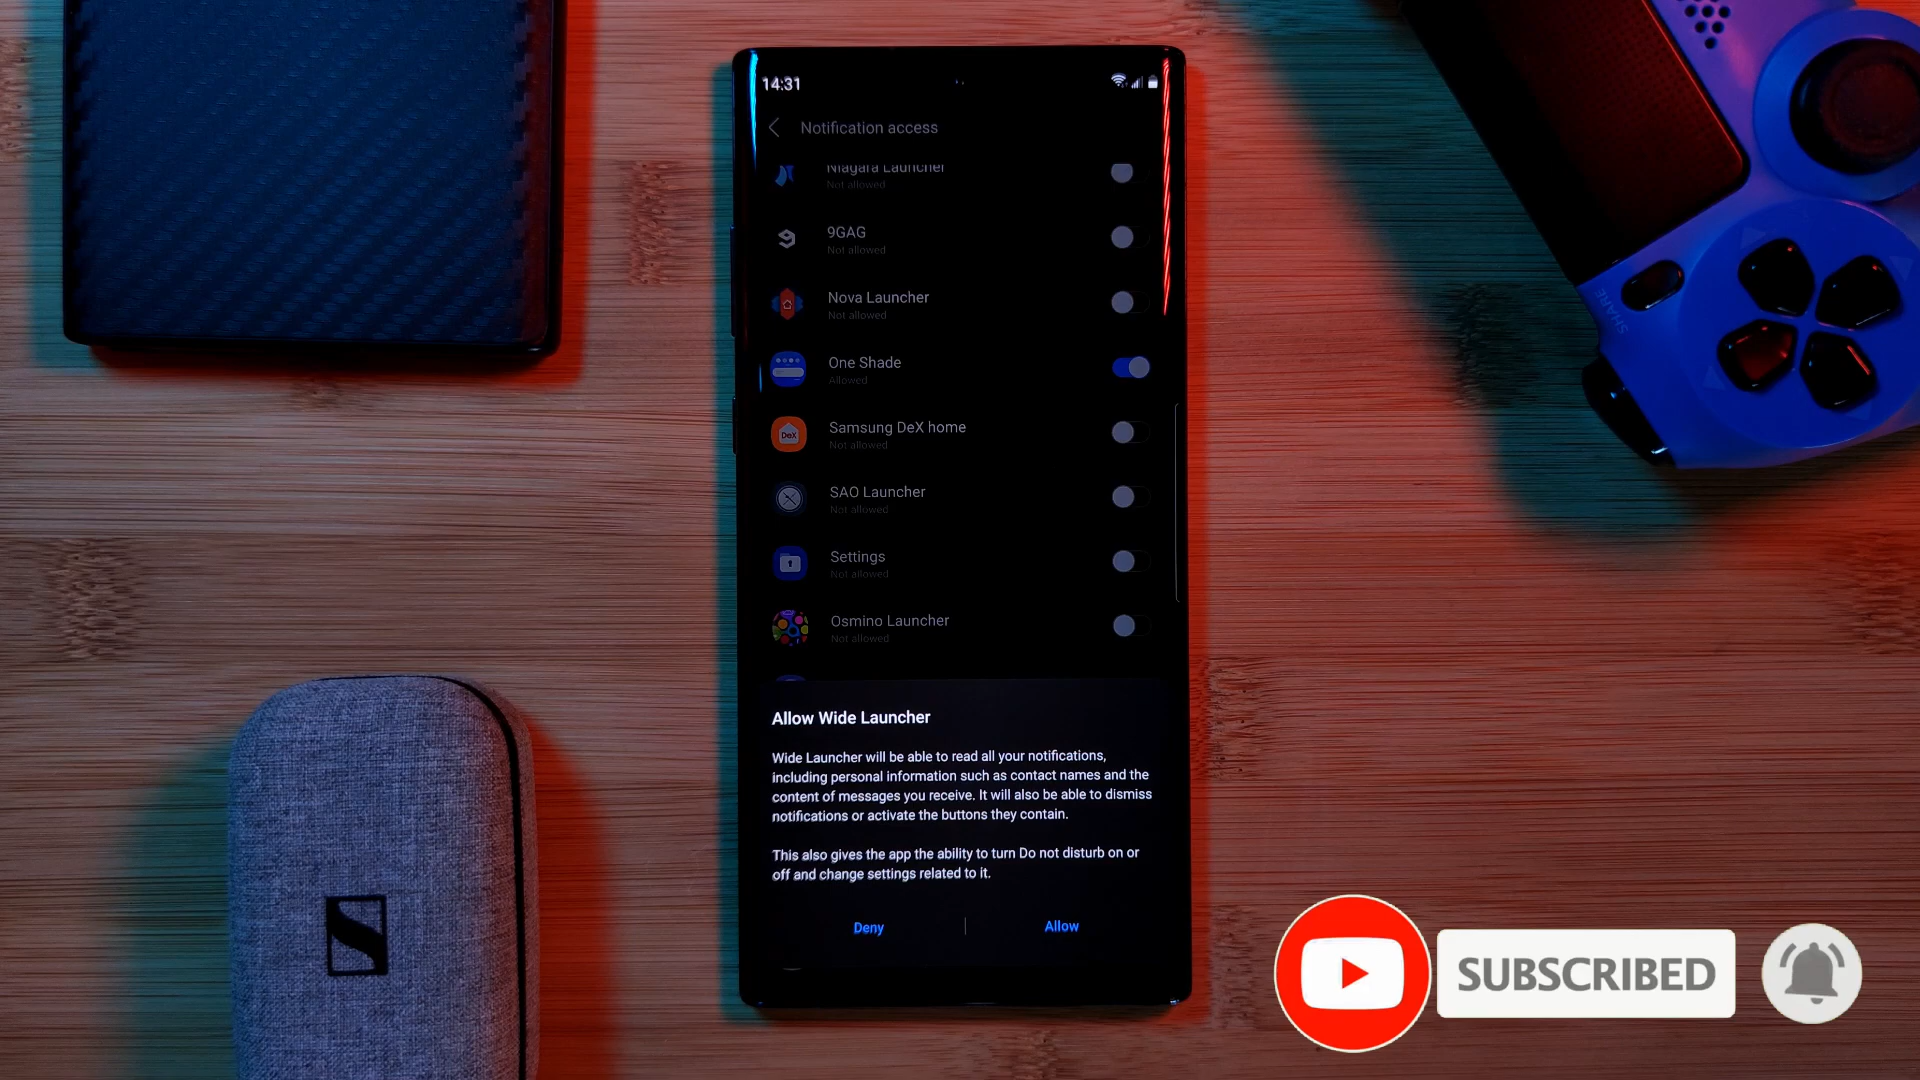 14:31
Notification access
Niagara Launcher
Not allowed
9GAG
Not allowed
Nova Launcher
Not allowed
One Shade
Allowed
Samsung DeX home
Not allowed
DeX
SAO Launcher
Not allowed
Settings
Not allowed
Osmino Launcher
Not allowed
Allow Wide Launcher
Wide Launcher will be able to read all your notifications,
including personal information such as contact names and the
content of messages you receive. It will also be able to dismiss
notifications or activate the buttons they contain.
This also gives the app the ability to turn Do not disturb on or
off and change settings related to it.
Deny
Allow
SHARE
SUBSCRIBED